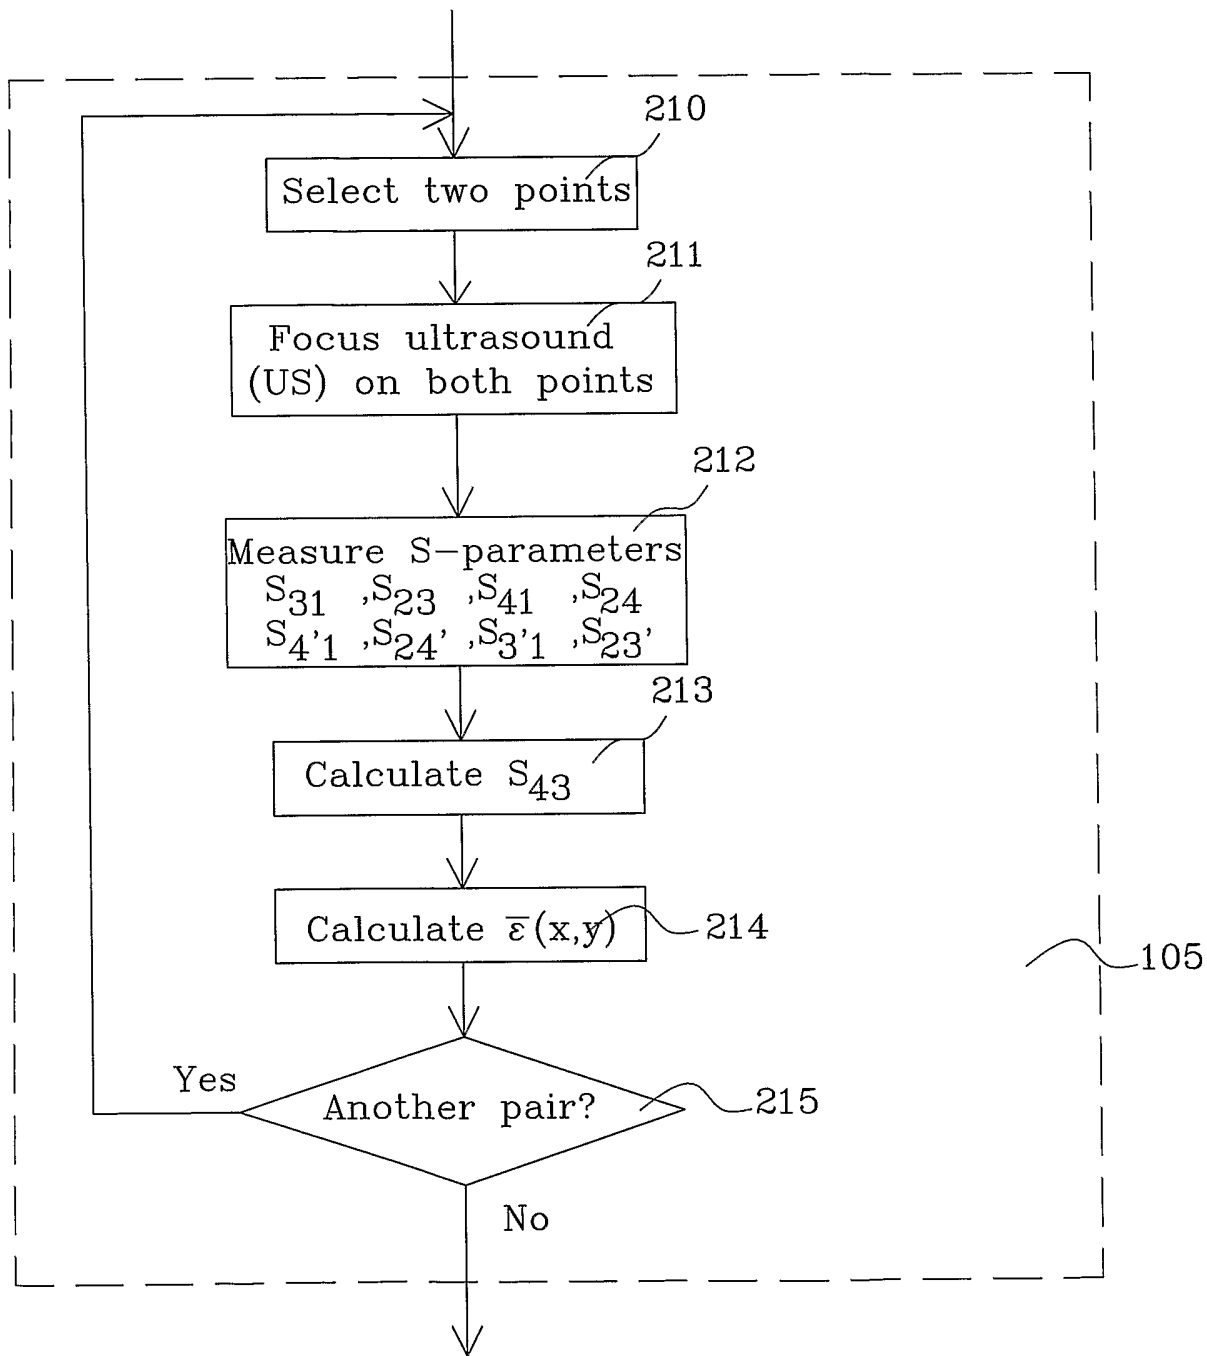 210
Select two points
211
Focus ultrasound
(US) on both points
212
Measure S-parameters
S31 ,S23 ,S41 ,S24
S4'1 ,S24' ,S3'1 ,S23'
213
Calculate S43
Calculate ε̅(x,y)
214
105
Yes
Another pair?
215
No